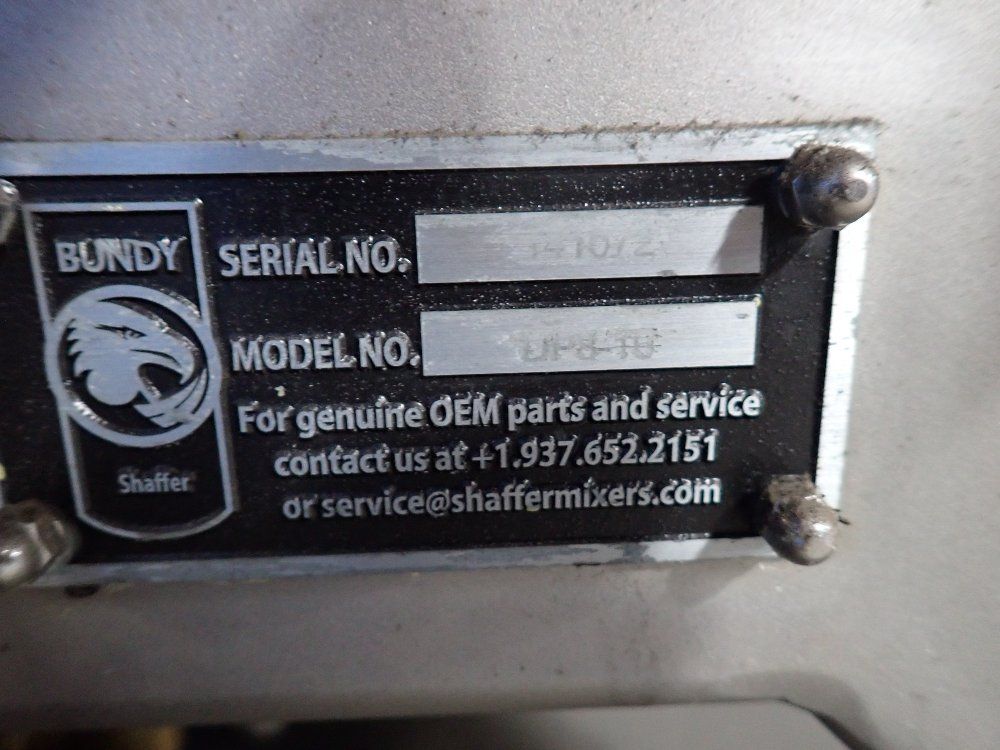 BUNDY
Shaffer
SERIAL NO.
MODEL NO.
For genuine OEM parts and service
contact us at +1.937.652.2151
or service@shaffermixers.com